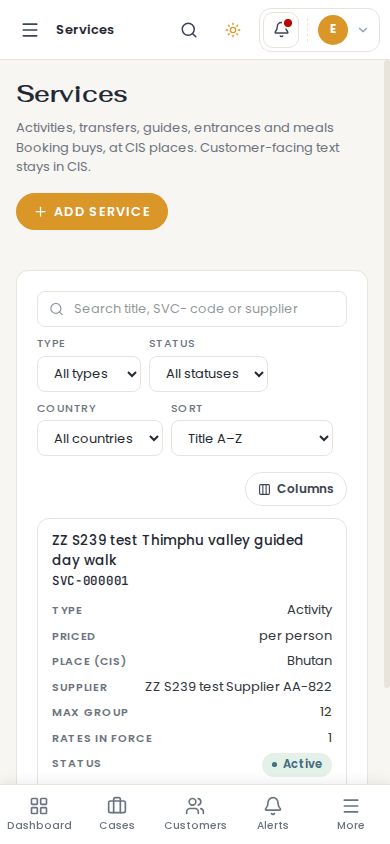 Services
E
Services
Activities, transfers, guides, entrances and meals
Booking buys, at CIS places. Customer-facing text
stays in CIS.
+ ADD SERVICE
Search title, SVC- code or supplier
TYPE STATUS
All types All statuses
COUNTRY SORT
All countries Title A–Z
Columns
ZZ S239 test Thimphu valley guided
day walk
SVC-000001
TYPE Activity
PRICED per person
PLACE (CIS) Bhutan
SUPPLIER ZZ S239 test Supplier AA-822
MAX GROUP 12
RATES IN FORCE 1
STATUS Active
Dashboard Cases Customers Alerts More